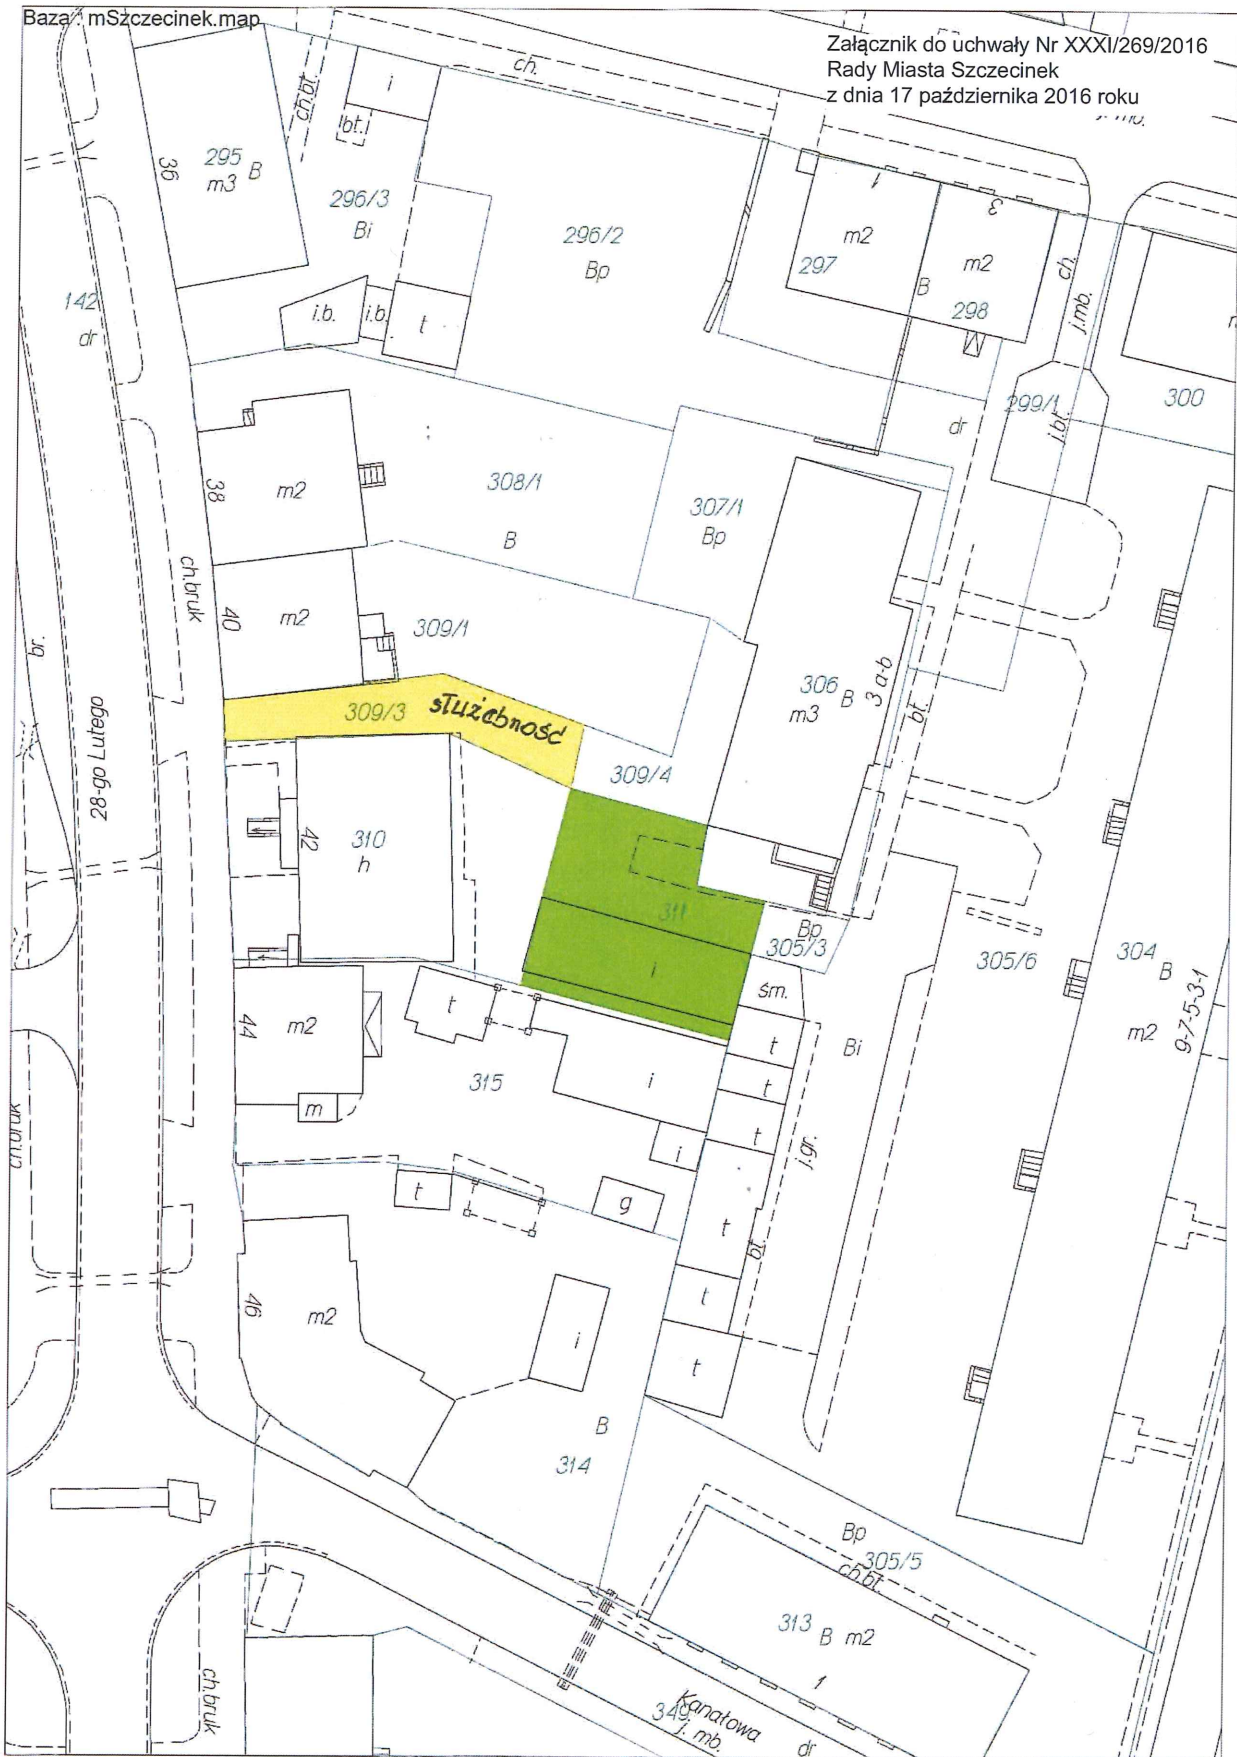 Baza : mSzczecinek.map
Załącznik do uchwały Nr XXXI/269/2016
Rady Miasta Szczecinek
z dnia 17 października 2016 roku
ch.
ch.bt.
i
bt.
j. mb.
36
295 B
m3
296/3
Bi
296/2
Bp
1
3
m2
297
m2
B
298
ch.
j.mb.
142
dr
i.b.
i.b.
t
299/1
j.bt.
300
dr
38
m2
308/1
B
307/1
Bp
ch.bruk
40
m2
309/1
br.
306 B
m3
3 a-b
bt.
28-go Lutego
309/3
służebność
309/4
42
310
h
311
Bp
305/3
305/6
304 B
m2
9-7-5-3-1
i
śm.
t
44
m2
t
Bi
315
i
t
t
m
t
j.gr.
ch.bruk
i
t
g
t
bt.
46
m2
t
i
t
B
314
Bp
305/5
ch.bt.
313 B m2
1
ch.bruk
Kanałowa
349
j. mb.
dr